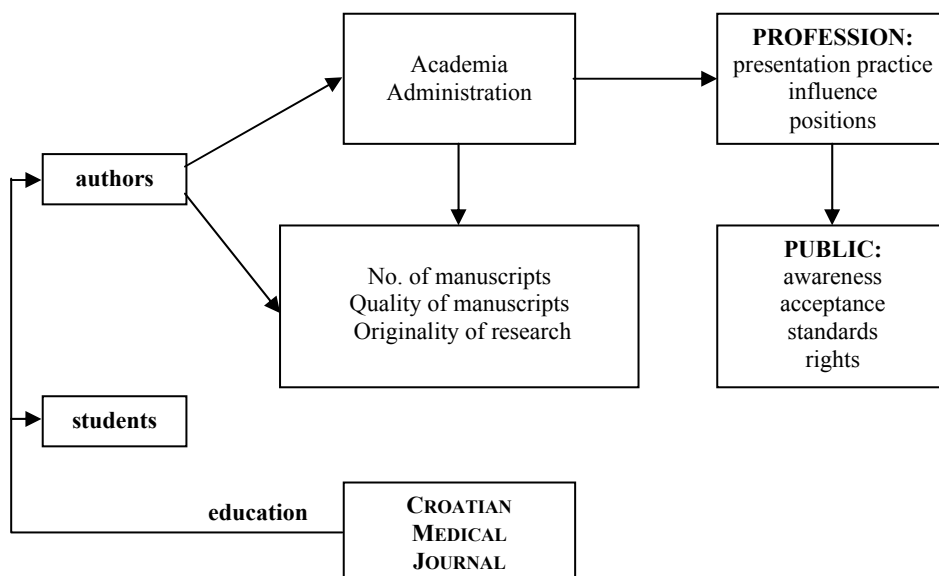 Academia
Administration
PROFESSION:
presentation practice
influence
positions
authors
No. of manuscripts
Quality of manuscripts
Originality of research
PUBLIC:
awareness
acceptance
standards
rights
students
education
CROATIAN
MEDICAL
JOURNAL